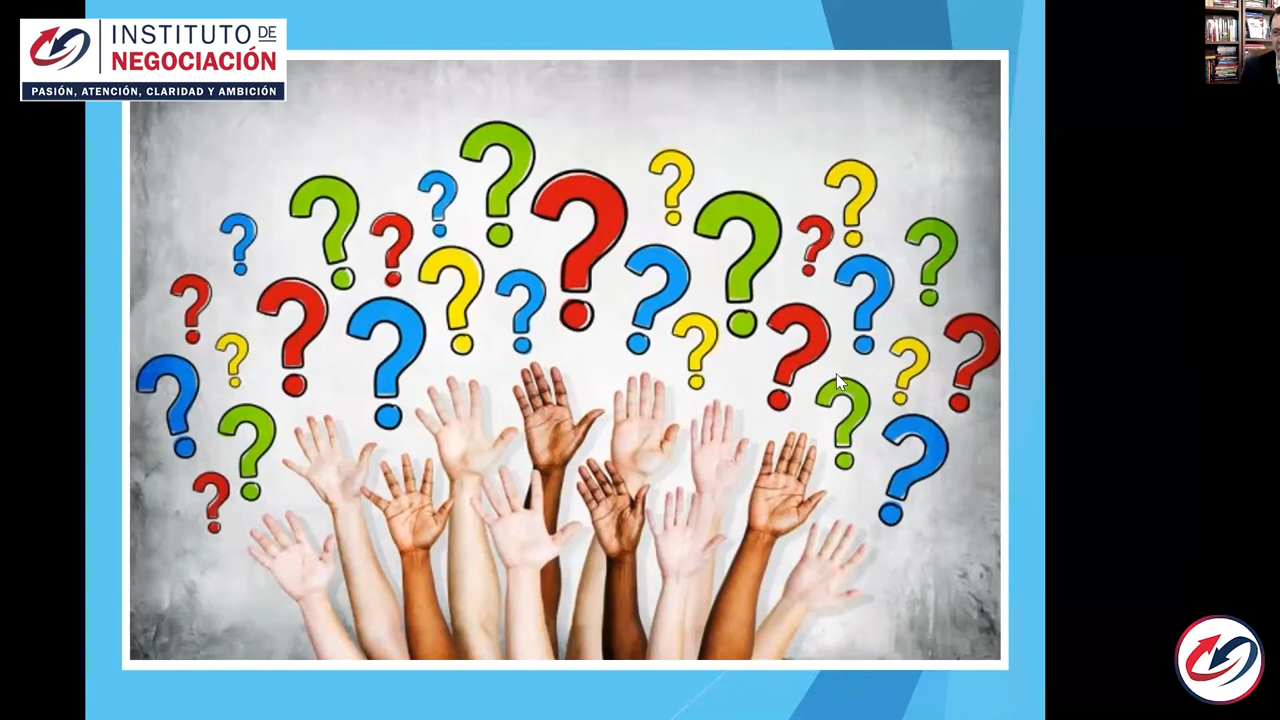 INSTITUTO DE
NEGOCIACIÓN
PASIÓN, ATENCIÓN, CLARIDAD Y AMBICIÓN